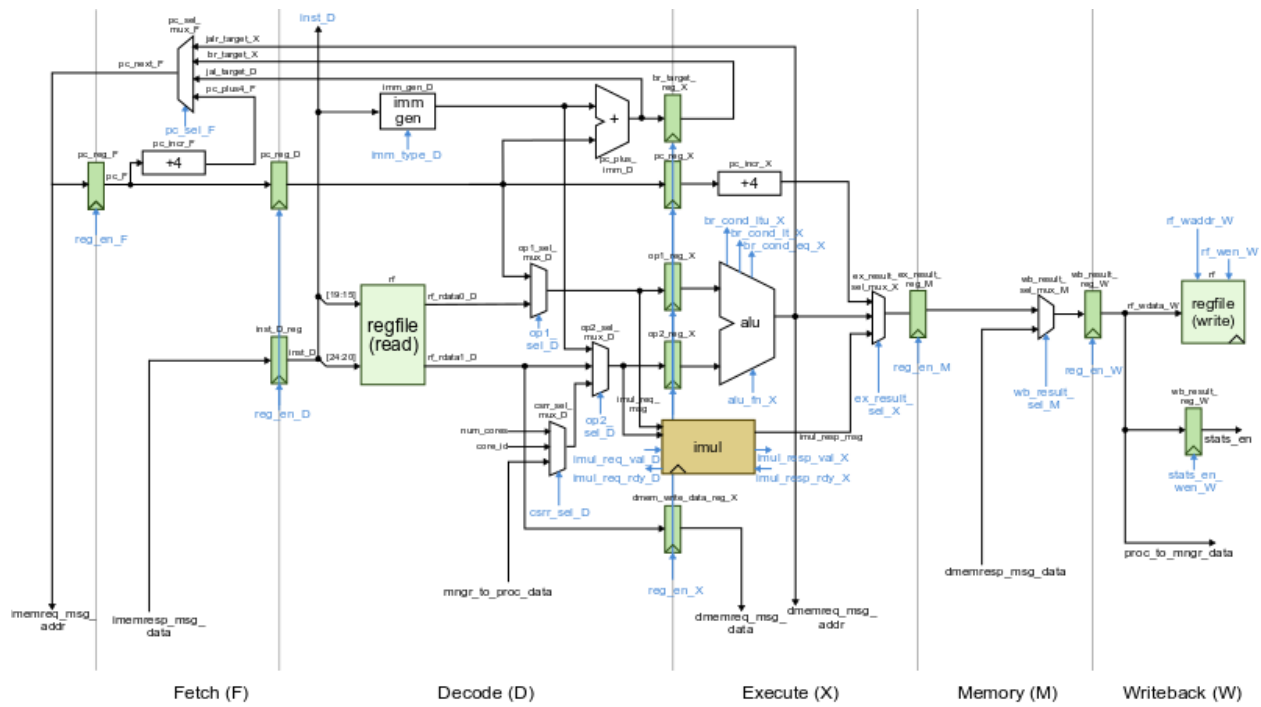 inst_D
pc_sel_
mux_F
jalr_target_X
br_target_X
pc_next_F
jal_target_D
pc_plus4_F
pc_sel_F
imm_gen_D
imm
gen
imm_type_D
+
br_target_
reg_X
pc_plus_
imm_D
pc_reg_F
pc_F
pc_incr_F
+4
reg_en_F
pc_reg_D
pc_reg_X
pc_incr_X
+4
br_cond_ltu_X
br_cond_lt_X
br_cond_eq_X
rf_waddr_W
rf_wen_W
op1_sel_
mux_D
op1_reg_X
rf
[19:15]
regfile
(read)
rf_rdata0_D
[24:20]
rf_rdata1_D
inst_D_reg
inst_D
reg_en_D
op1_
sel_D
op2_sel_
mux_D
op2_reg_X
op2_
sel_D
alu
alu_fn_X
ex_result_
sel_mux_X
ex_result_
reg_M
ex_result_
sel_X
reg_en_M
wb_result_
sel_mux_M
wb_result_
sel_M
wb_result_
reg_W
reg_en_W
rf_wdata_W
rf
regfile
(write)
wb_result_
reg_W
stats_en
stats_en_
wen_W
csrr_sel_
mux_D
num_cores
core_id
csrr_sel_D
imul_req_
msg
imul
imul_resp_msg
imul_req_val_D
imul_req_rdy_D
imul_resp_val_X
imul_resp_rdy_X
dmem_write_data_reg_X
reg_en_X
mngr_to_proc_data
imemreq_msg_
addr
imemresp_msg_
data
dmemreq_msg_
data
dmemreq_msg_
addr
dmemresp_msg_data
proc_to_mngr_data
Fetch (F)
Decode (D)
Execute (X)
Memory (M)
Writeback (W)